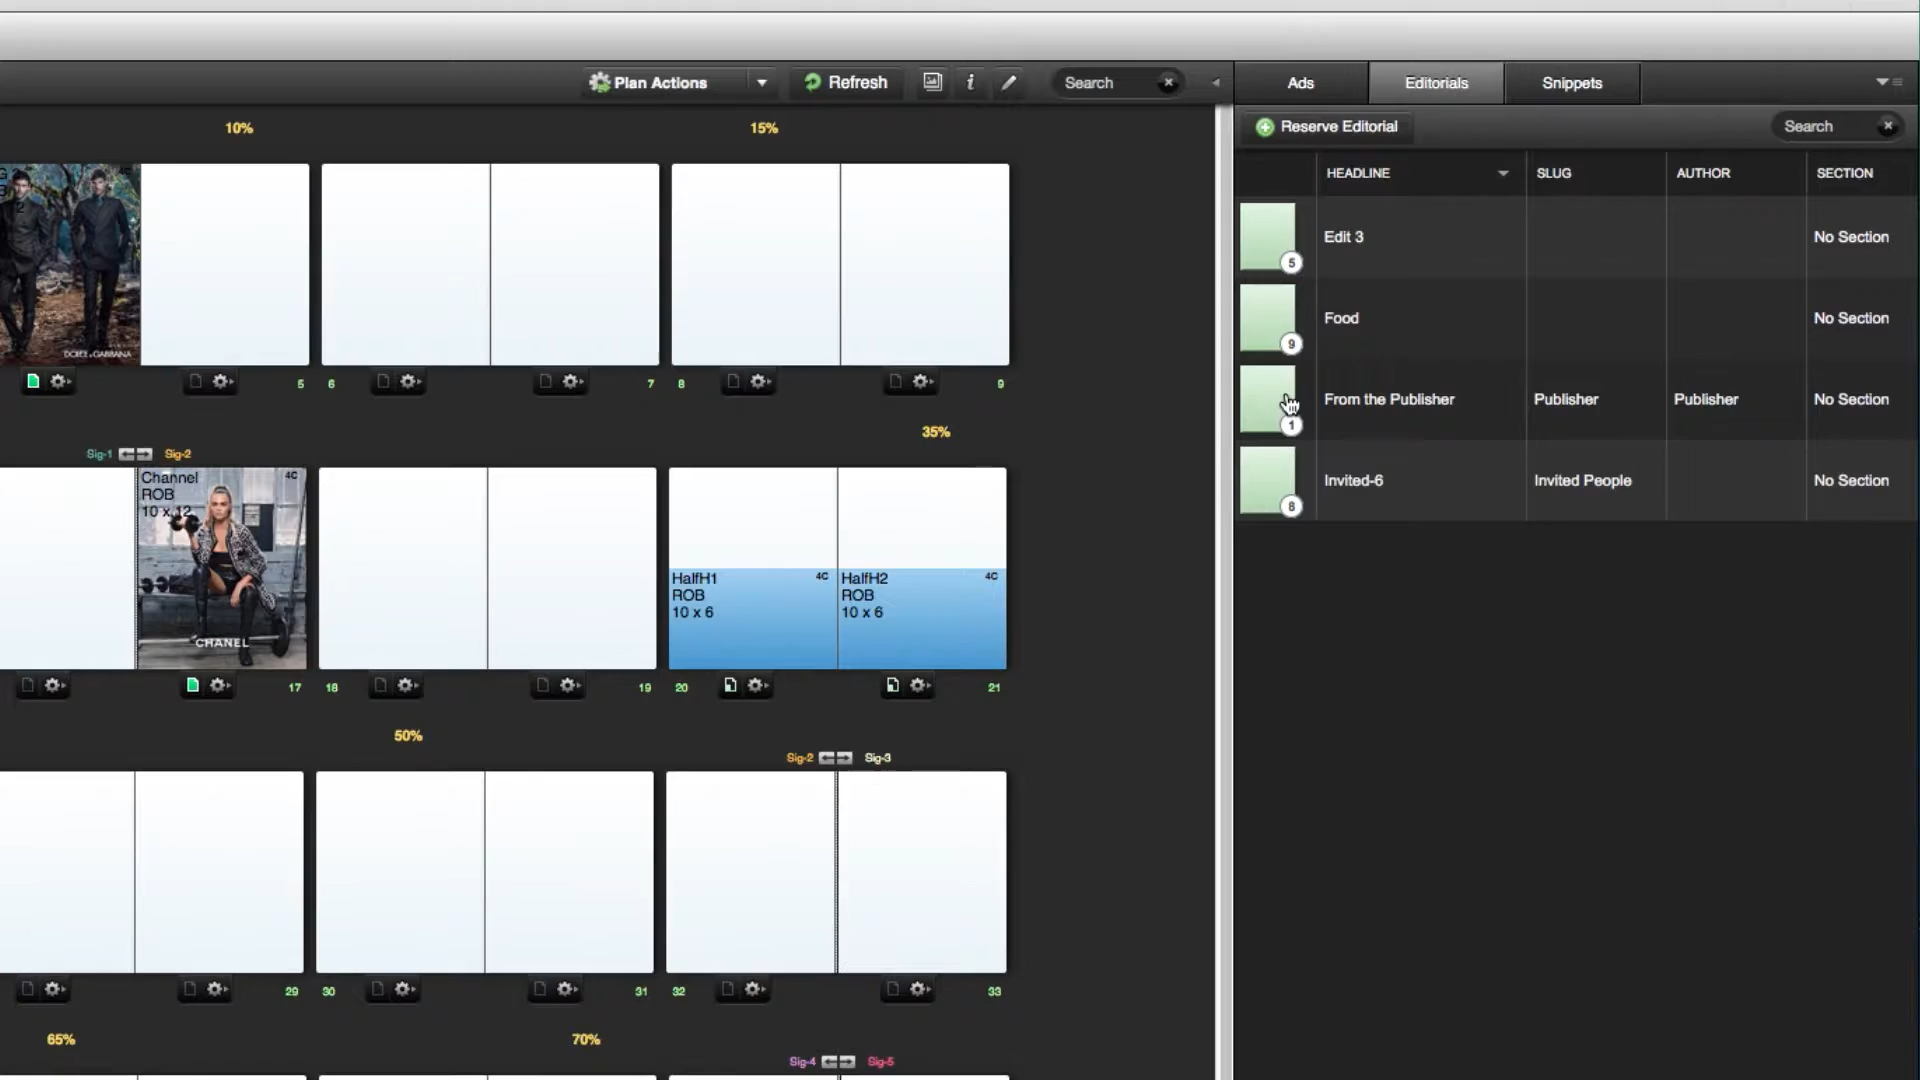 Plan Actions
Refresh
Search
Ads
Editorials
Snippets
Reserve Editorial
Search
HEADLINE
SLUG
AUTHOR
SECTION
Edit 3
No Section
5
Food
No Section
9
From the Publisher
Publisher
Publisher
No Section
1
Invited-6
Invited People
No Section
8
10%
15%
DOLCE & GABBANA
5
6
7
8
9
35%
Sig-1
Sig-2
Channel
ROB
10 x 12
4C
CHANEL
HalfH1
ROB
10 x 6
4C
HalfH2
ROB
10 x 6
4C
17
18
19
20
21
50%
Sig-2
Sig-3
29
30
31
32
33
65%
70%
Sig-4
Sig-5